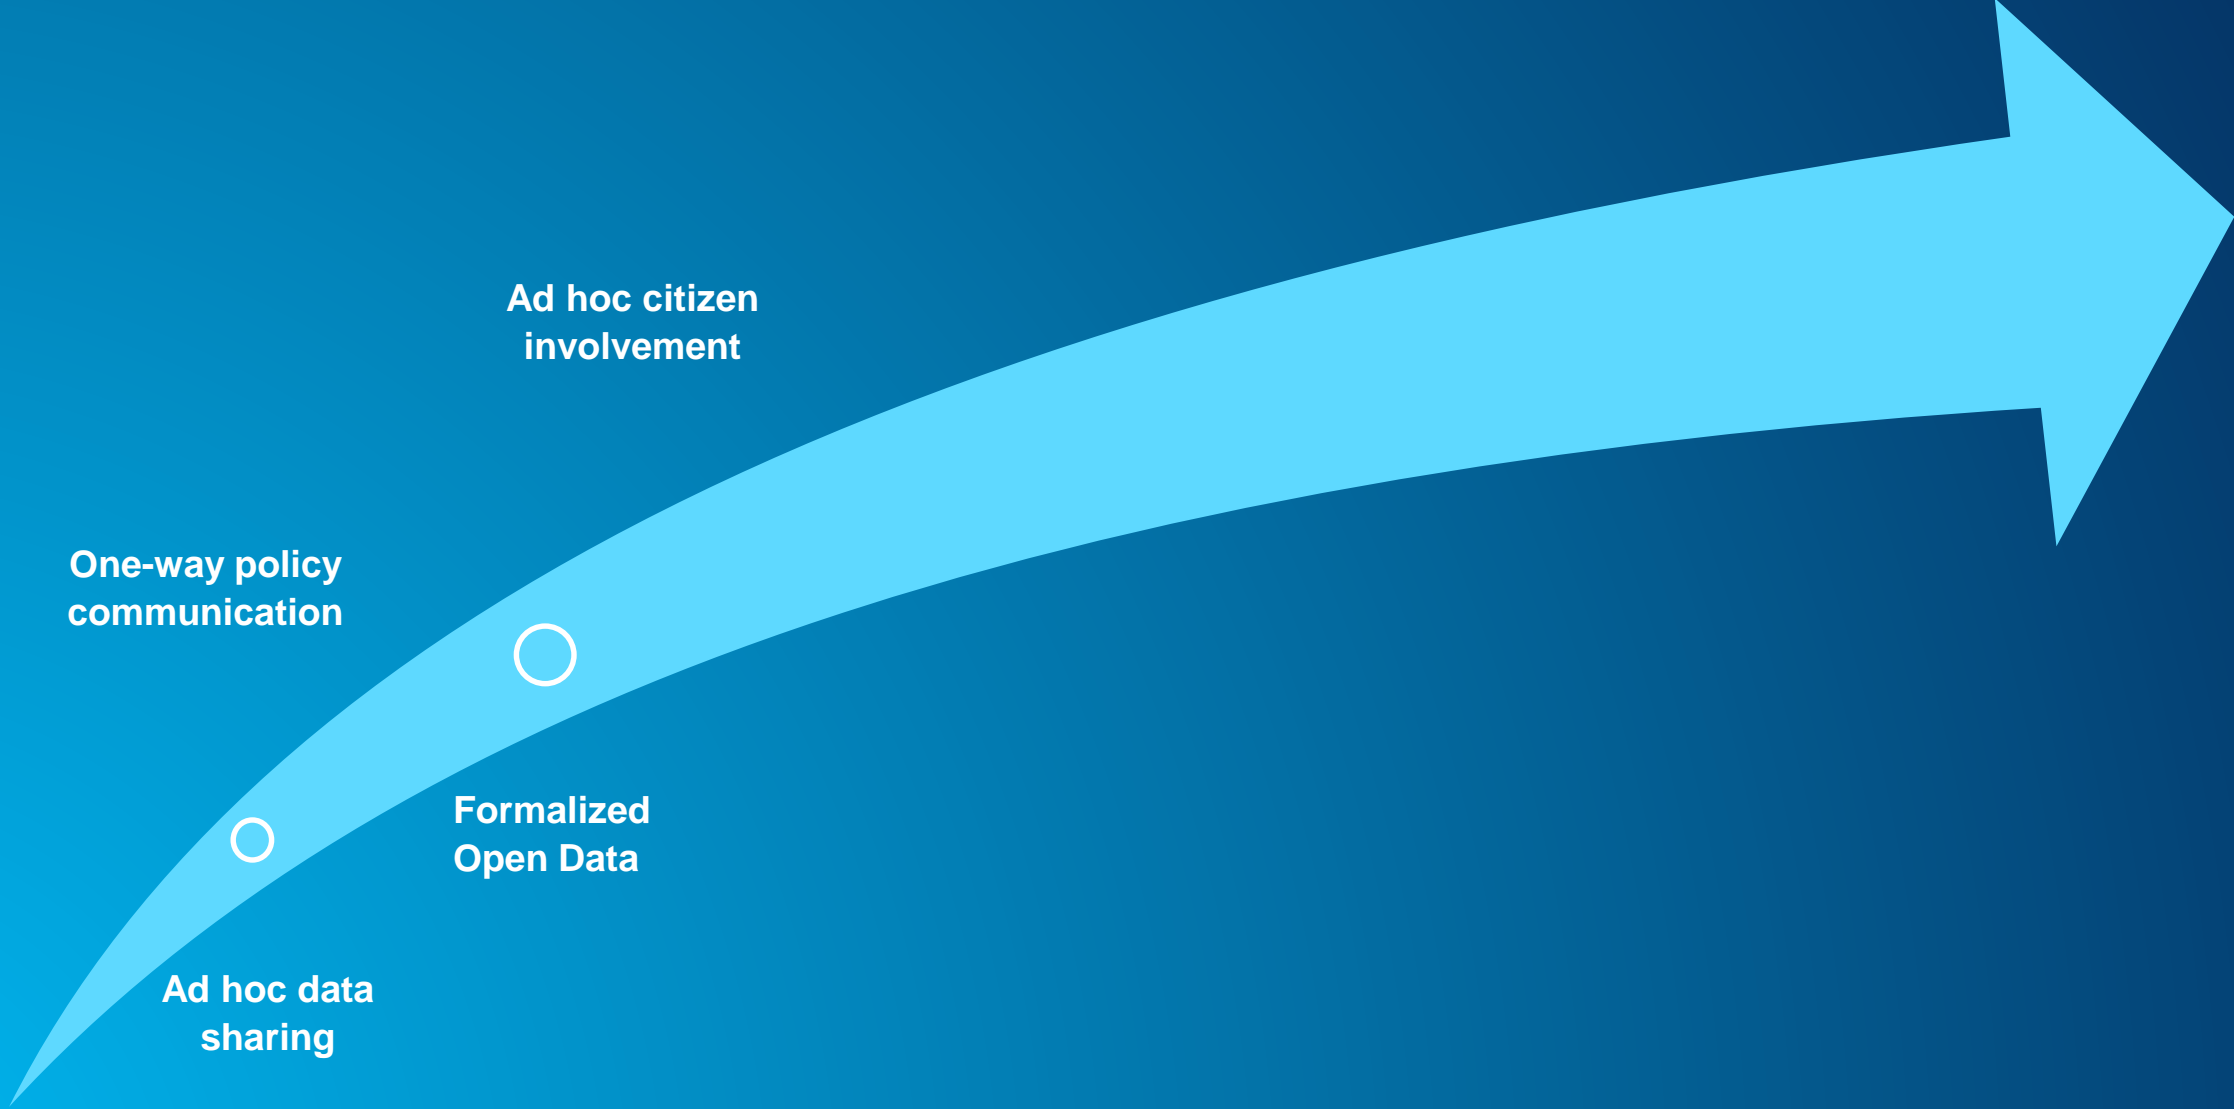 Ad hoc citizen
involvement
One-way policy
communication
Formalized
Open Data
Ad hoc data
sharing